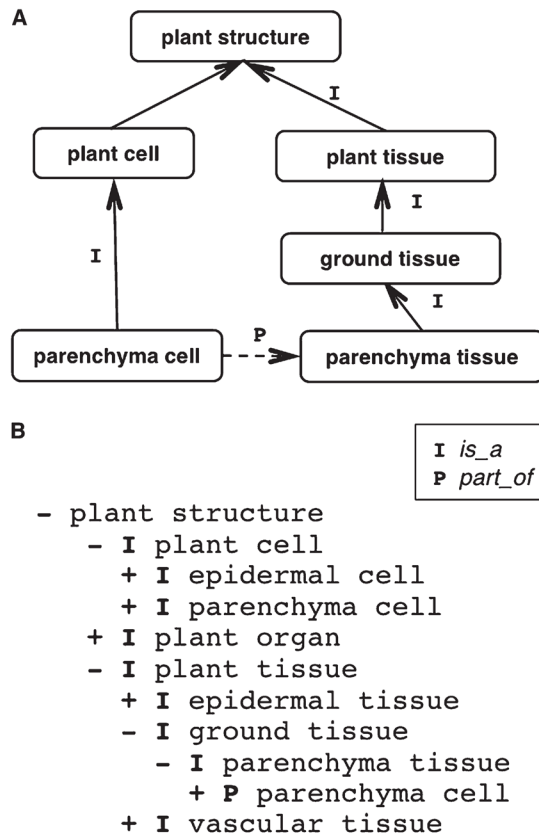 A
plant structure
I
plant cell
plant tissue
I
I
ground tissue
I
P
parenchyma cell
parenchyma tissue
B
I is_a
P part_of
- plant structure
- I plant cell
+ I epidermal cell
+ I parenchyma cell
+ I plant organ
- I plant tissue
+ I epidermal tissue
- I ground tissue
- I parenchyma tissue
+ P parenchyma cell
+ I vascular tissue